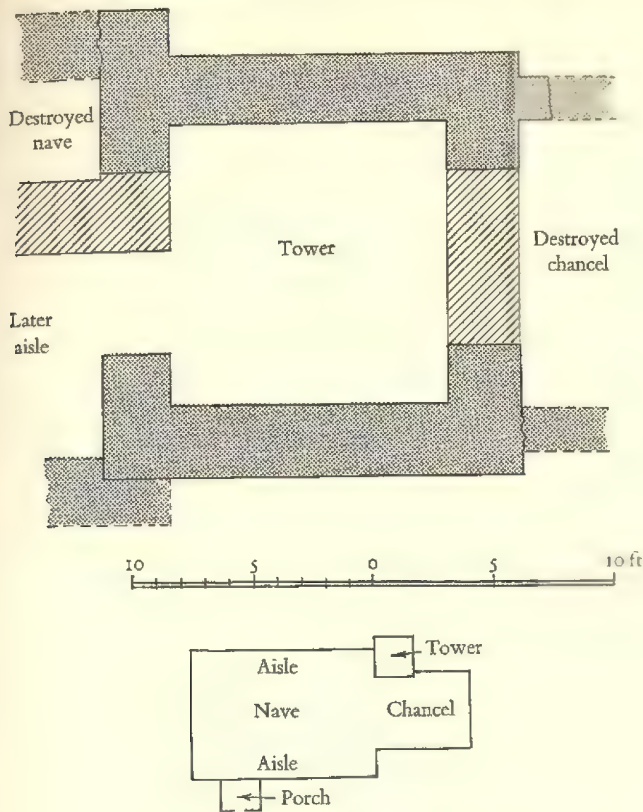 Destroyed
nave
Tower
Destroyed
chancel
Later
aisle
10 5 0 5 10 ft
Tower
Aisle
Nave Chancel
Aisle
Porch